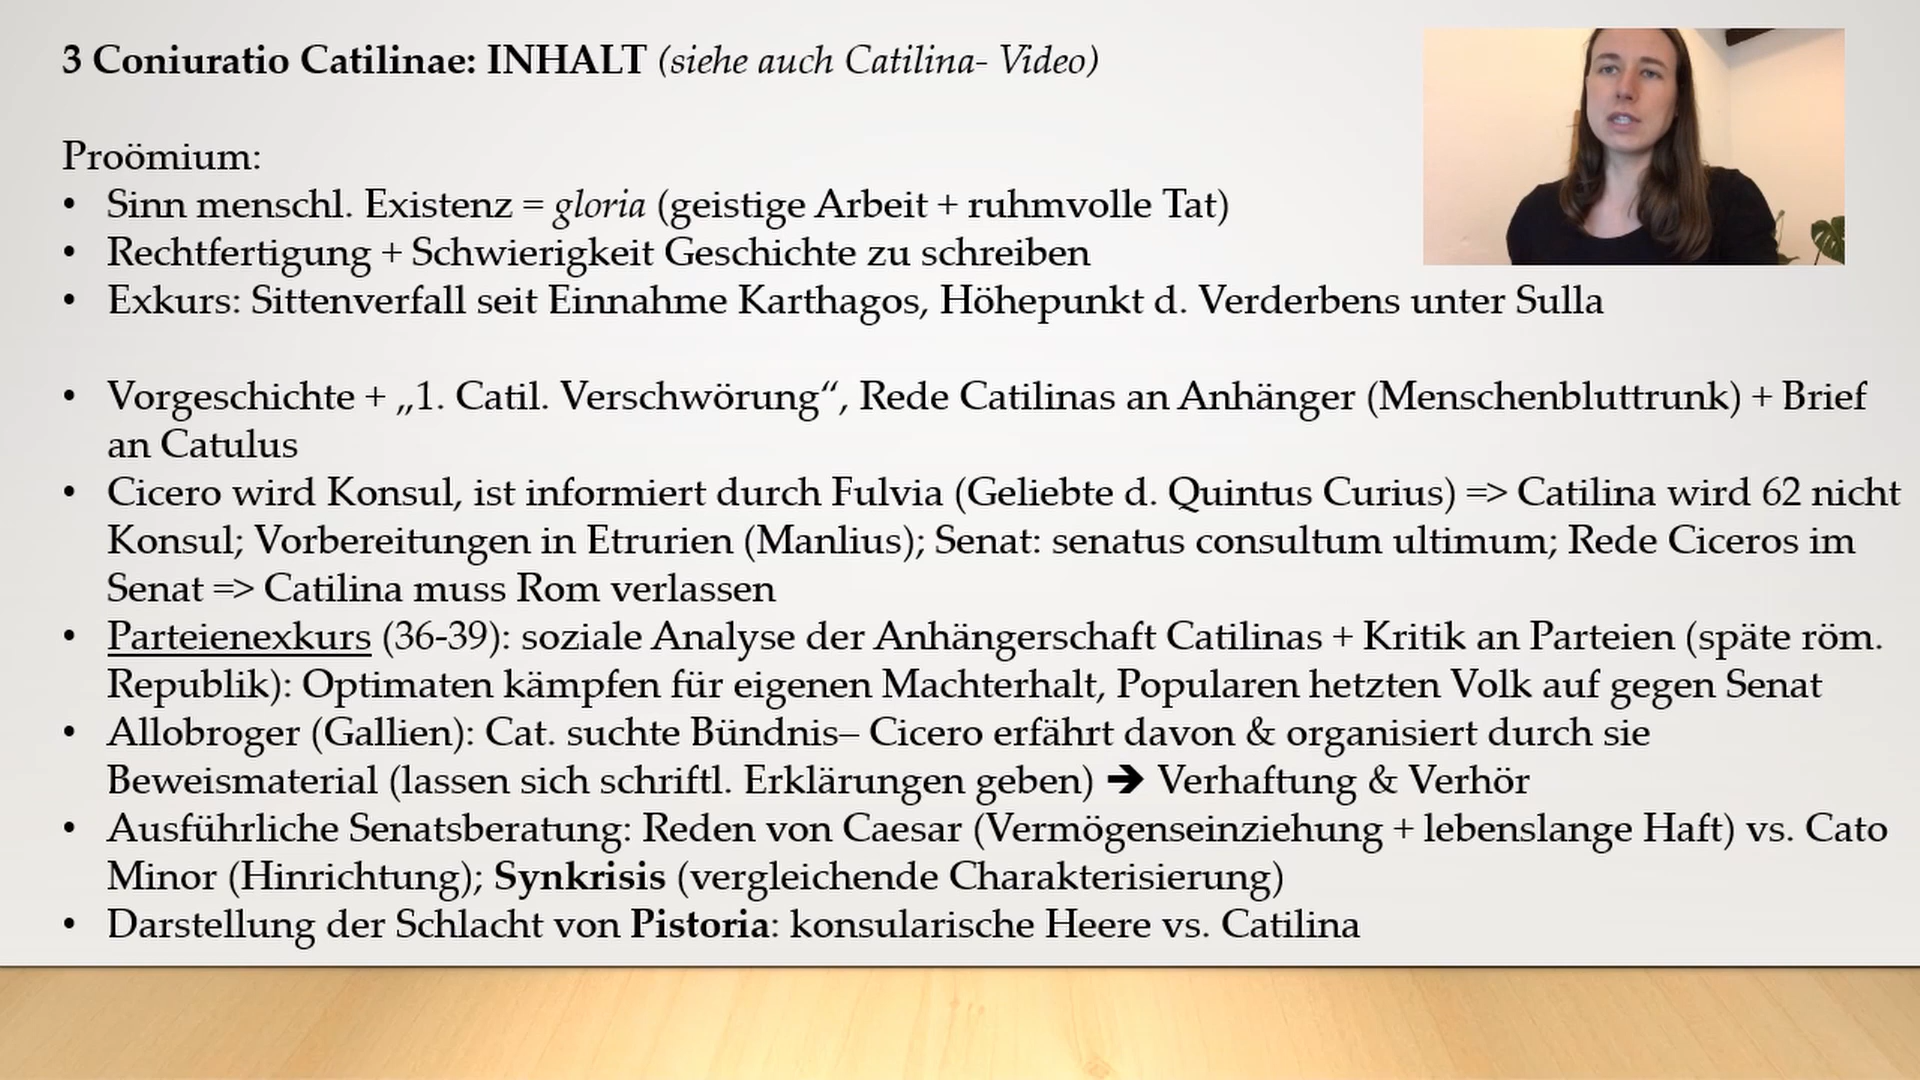 3 Coniuratio Catilinae: INHALT (siehe auch Catilina- Video)
Proömium:
• Sinn menschl. Existenz = gloria (geistige Arbeit + ruhmvolle Tat)
• Rechtfertigung + Schwierigkeit Geschichte zu schreiben
• Exkurs: Sittenverfall seit Einnahme Karthagos, Höhepunkt d. Verderbens unter Sulla
• Vorgeschichte + „1. Catil. Verschwörung“, Rede Catilinas an Anhänger (Menschenbluttrunk) + Brief
an Catulus
• Cicero wird Konsul, ist informiert durch Fulvia (Geliebte d. Quintus Curius) => Catilina wird 62 nicht
Konsul; Vorbereitungen in Etrurien (Manlius); Senat: senatus consultum ultimum; Rede Ciceros im
Senat => Catilina muss Rom verlassen
• Parteienexkurs (36-39): soziale Analyse der Anhängerschaft Catilinas + Kritik an Parteien (späte röm.
Republik): Optimaten kämpfen für eigenen Machterhalt, Popularen hetzten Volk auf gegen Senat
• Allobroger (Gallien): Cat. suchte Bündnis– Cicero erfährt davon & organisiert durch sie
Beweismaterial (lassen sich schriftl. Erklärungen geben) ➔ Verhaftung & Verhör
• Ausführliche Senatsberatung: Reden von Caesar (Vermögenseinziehung + lebenslange Haft) vs. Cato
Minor (Hinrichtung); Synkrisis (vergleichende Charakterisierung)
• Darstellung der Schlacht von Pistoria: konsularische Heere vs. Catilina